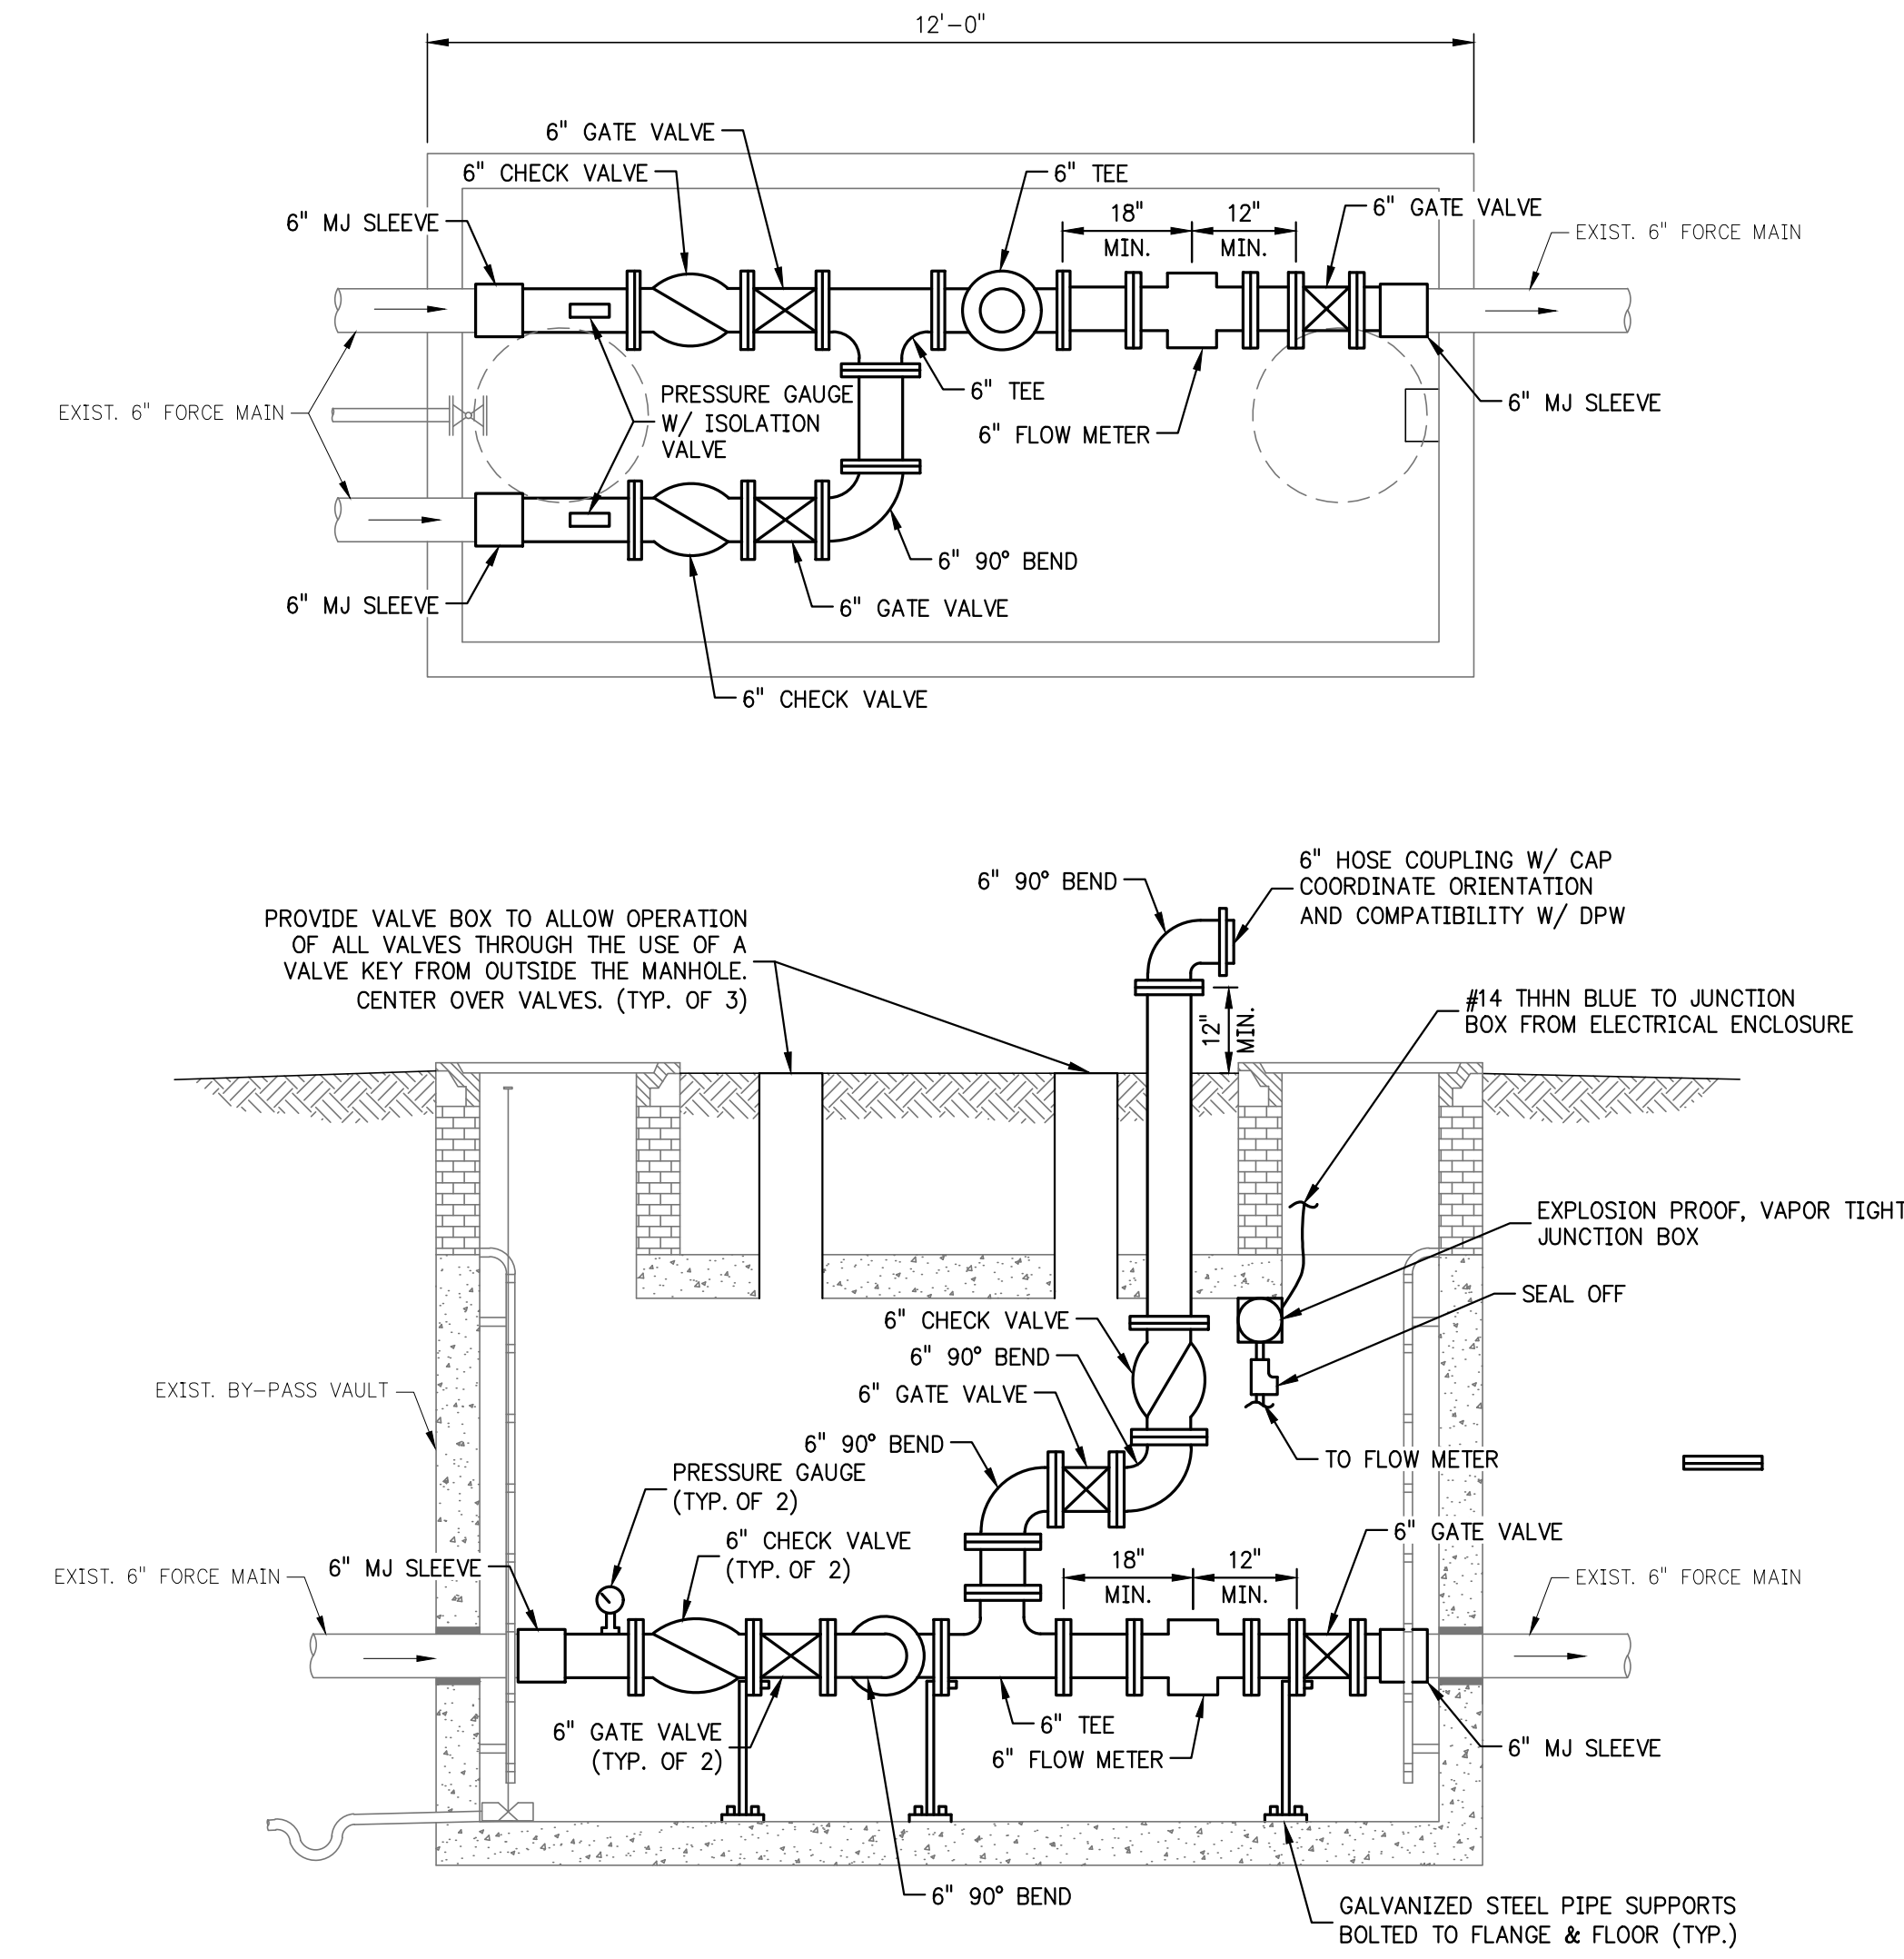 12'-0"
6" GATE VALVE
6" CHECK VALVE
6" TEE
6" MJ SLEEVE
18"
MIN.
12"
MIN.
6" GATE VALVE
EXIST. 6" FORCE MAIN
EXIST. 6" FORCE MAIN
PRESSURE GAUGE
W/ ISOLATION
VALVE
6" TEE
6" FLOW METER
6" MJ SLEEVE
6" 90° BEND
6" MJ SLEEVE
6" GATE VALVE
6" CHECK VALVE
6" 90° BEND
6" HOSE COUPLING W/ CAP
COORDINATE ORIENTATION
AND COMPATIBILITY W/ DPW
PROVIDE VALVE BOX TO ALLOW OPERATION
OF ALL VALVES THROUGH THE USE OF A
VALVE KEY FROM OUTSIDE THE MANHOLE.
CENTER OVER VALVES. (TYP. OF 3)
12"
MIN.
#14 THHN BLUE TO JUNCTION
BOX FROM ELECTRICAL ENCLOSURE
EXPLOSION PROOF, VAPOR TIGHT
JUNCTION BOX
SEAL OFF
6" CHECK VALVE
6" 90° BEND
6" GATE VALVE
EXIST. BY-PASS VAULT
6" 90° BEND
TO FLOW METER
PRESSURE GAUGE
(TYP. OF 2)
6" CHECK VALVE
(TYP. OF 2)
6" MJ SLEEVE
EXIST. 6" FORCE MAIN
18"
MIN.
12"
MIN.
6" GATE VALVE
EXIST. 6" FORCE MAIN
6" GATE VALVE
(TYP. OF 2)
6" TEE
6" FLOW METER
6" MJ SLEEVE
6" 90° BEND
GALVANIZED STEEL PIPE SUPPORTS
BOLTED TO FLANGE & FLOOR (TYP.)